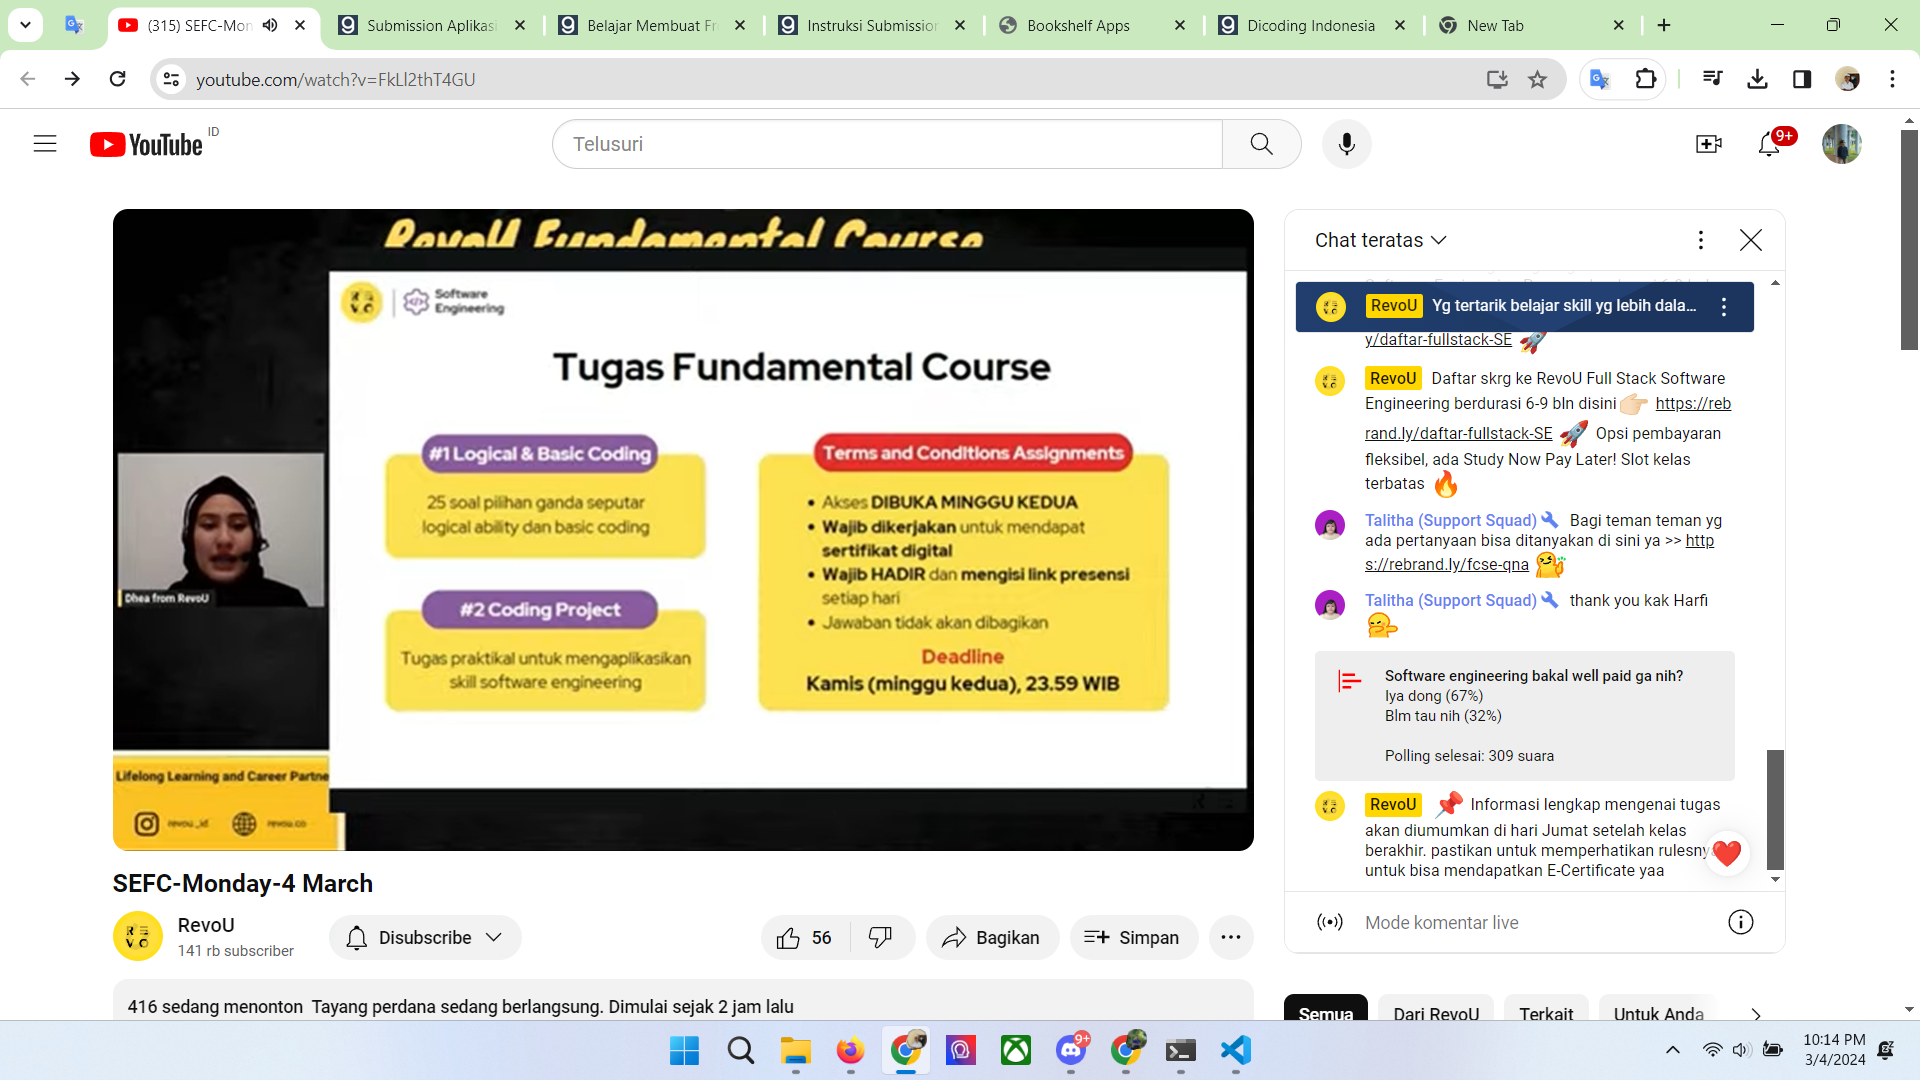 (315) SEFC-Mon
Submission Aplikasi
Belajar Membuat Fr
Instruksi Submission
Bookshelf Apps
Dicoding Indonesia
New Tab
youtube.com/watch?v=FkLl2thT4GU
YouTube ID
Telusuri
9+
RevoU Fundamental Course
Software
Engineering
Tugas Fundamental Course
#1 Logical & Basic Coding
25 soal pilihan ganda seputar
logical ability dan basic coding
#2 Coding Project
Tugas praktikal untuk mengaplikasikan
skill software engineering
Terms and Conditions Assignments
• Akses DIBUKA MINGGU KEDUA
• Wajib dikerjakan untuk mendapat
sertifikat digital
• Wajib HADIR dan mengisi link presensi
setiap hari
• Jawaban tidak akan dibagikan
Deadline
Kamis (minggu kedua), 23.59 WIB
Dhea from RevoU
Lifelong Learning and Career Partne
revou_id
revou.co
SEFC-Monday-4 March
RevoU
141 rb subscriber
Disubscribe
56
Bagikan
Simpan
416 sedang menonton Tayang perdana sedang berlangsung. Dimulai sejak 2 jam lalu
Chat teratas
RevoU Yg tertarik belajar skill yg lebih dala...
y/daftar-fullstack-SE 🚀
RevoU Daftar skrg ke RevoU Full Stack Software
Engineering berdurasi 6-9 bln disini 👉🏻 https://reb
rand.ly/daftar-fullstack-SE 🚀 Opsi pembayaran
fleksibel, ada Study Now Pay Later! Slot kelas
terbatas 🔥
Talitha (Support Squad) Bagi teman teman yg
ada pertanyaan bisa ditanyakan di sini ya >> http
s://rebrand.ly/fcse-qna
Talitha (Support Squad) thank you kak Harfi
Software engineering bakal well paid ga nih?
Iya dong (67%)
Blm tau nih (32%)
Polling selesai: 309 suara
RevoU 📌 Informasi lengkap mengenai tugas
akan diumumkan di hari Jumat setelah kelas
berakhir. pastikan untuk memperhatikan rulesnya
untuk bisa mendapatkan E-Certificate yaa
Mode komentar live
Semua
Dari RevoU
Terkait
Untuk Anda
9+
10:14 PM
3/4/2024